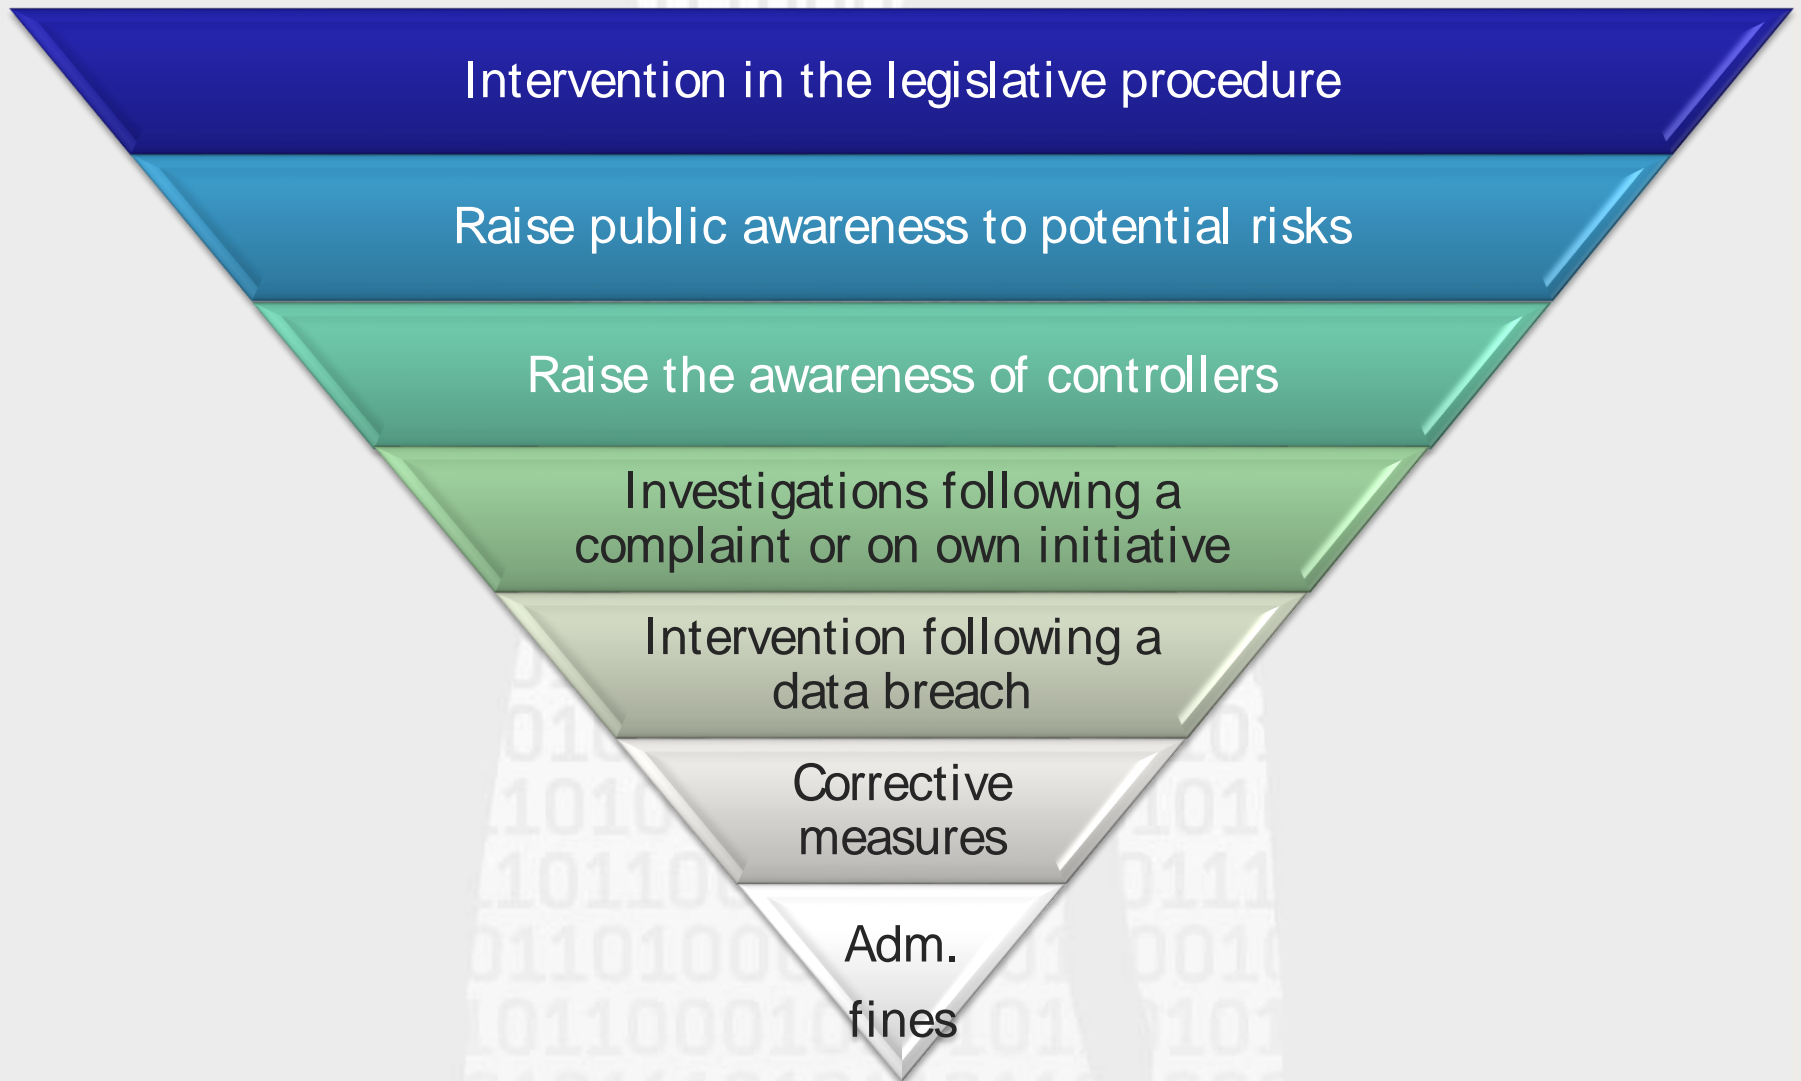 Intervention in the legislative procedure
Raise public awareness to potential risks
Raise the awareness of controllers
Investigations following a
complaint or on own initiative
Intervention following a
data breach
Corrective
measures
Adm.
fines